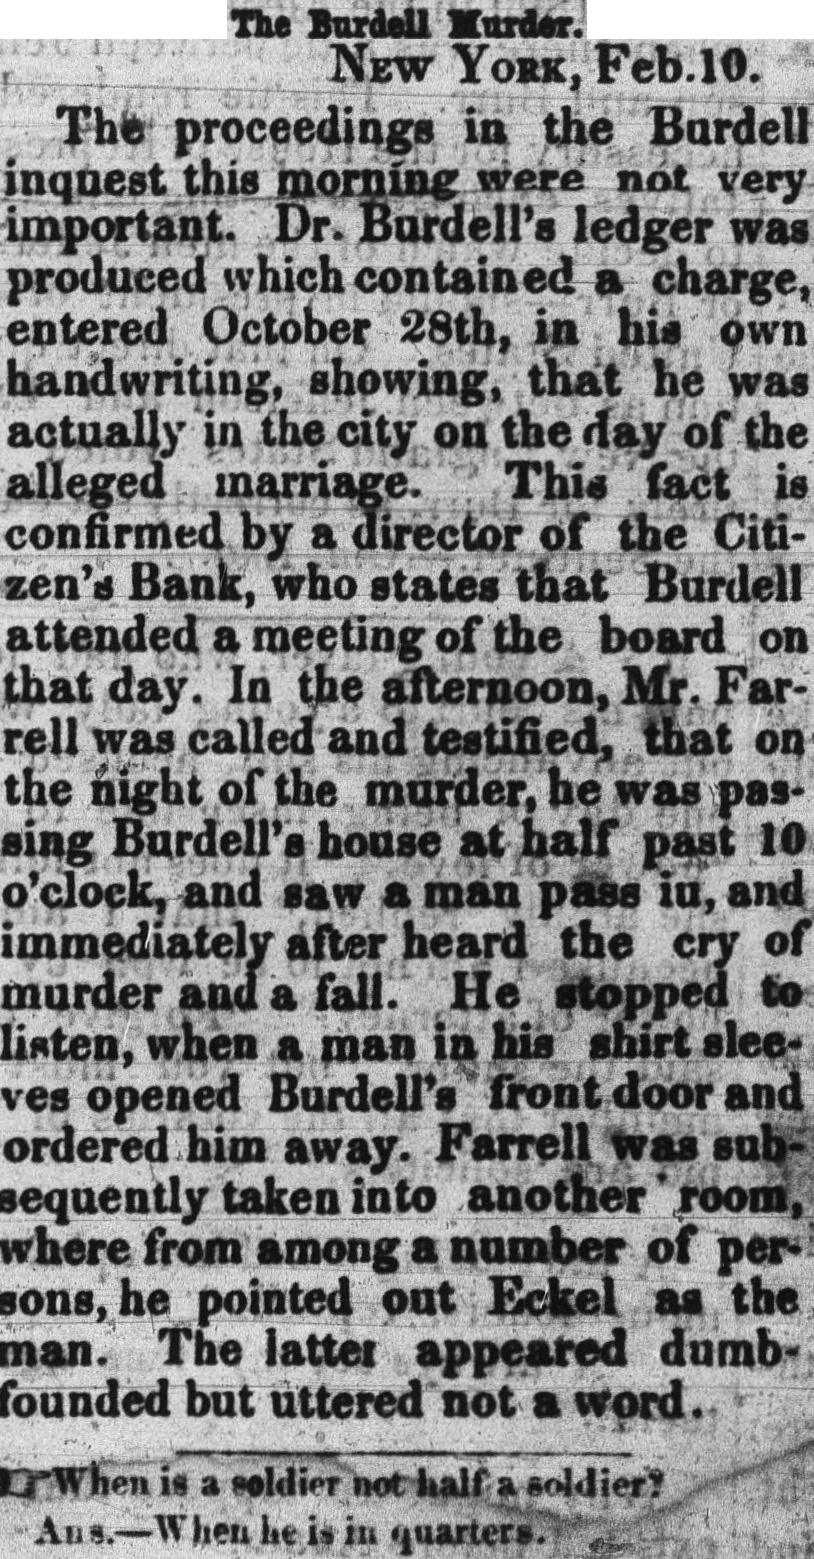 The Burdell Murder.
NEW YORK, Feb.10.
The proceedings in the Burdell
inquest this morning were not very
important. Dr. Burdell's ledger was
produced which contained a charge,
entered October 28th, in his own
handwriting, showing, that he was
actually in the city on the day of the
alleged marriage. This fact is
confirmed by a director of the Citi-
zen's Bank, who states that Burdell
attended a meeting of the board on
that day. In the afternoon, Mr. Far-
rell was called and testified, that on
the night of the murder, he was pas-
sing Burdell's house at half past 10
o'clock, and saw a man pass iu, and
immediately after heard the cry of
murder and a fall. He stopped to
listen, when a man in his shirt slee-
ves opened Burdell's front door and
ordered him away. Farrell was sub-
sequently taken into another room,
where from among a number of per-
sons, he pointed out Eckel as the
man. The latter appeared dumb-
founded but uttered not a word.
☞When is a soldier not half a soldier?
Ans.—When he is in quarters.